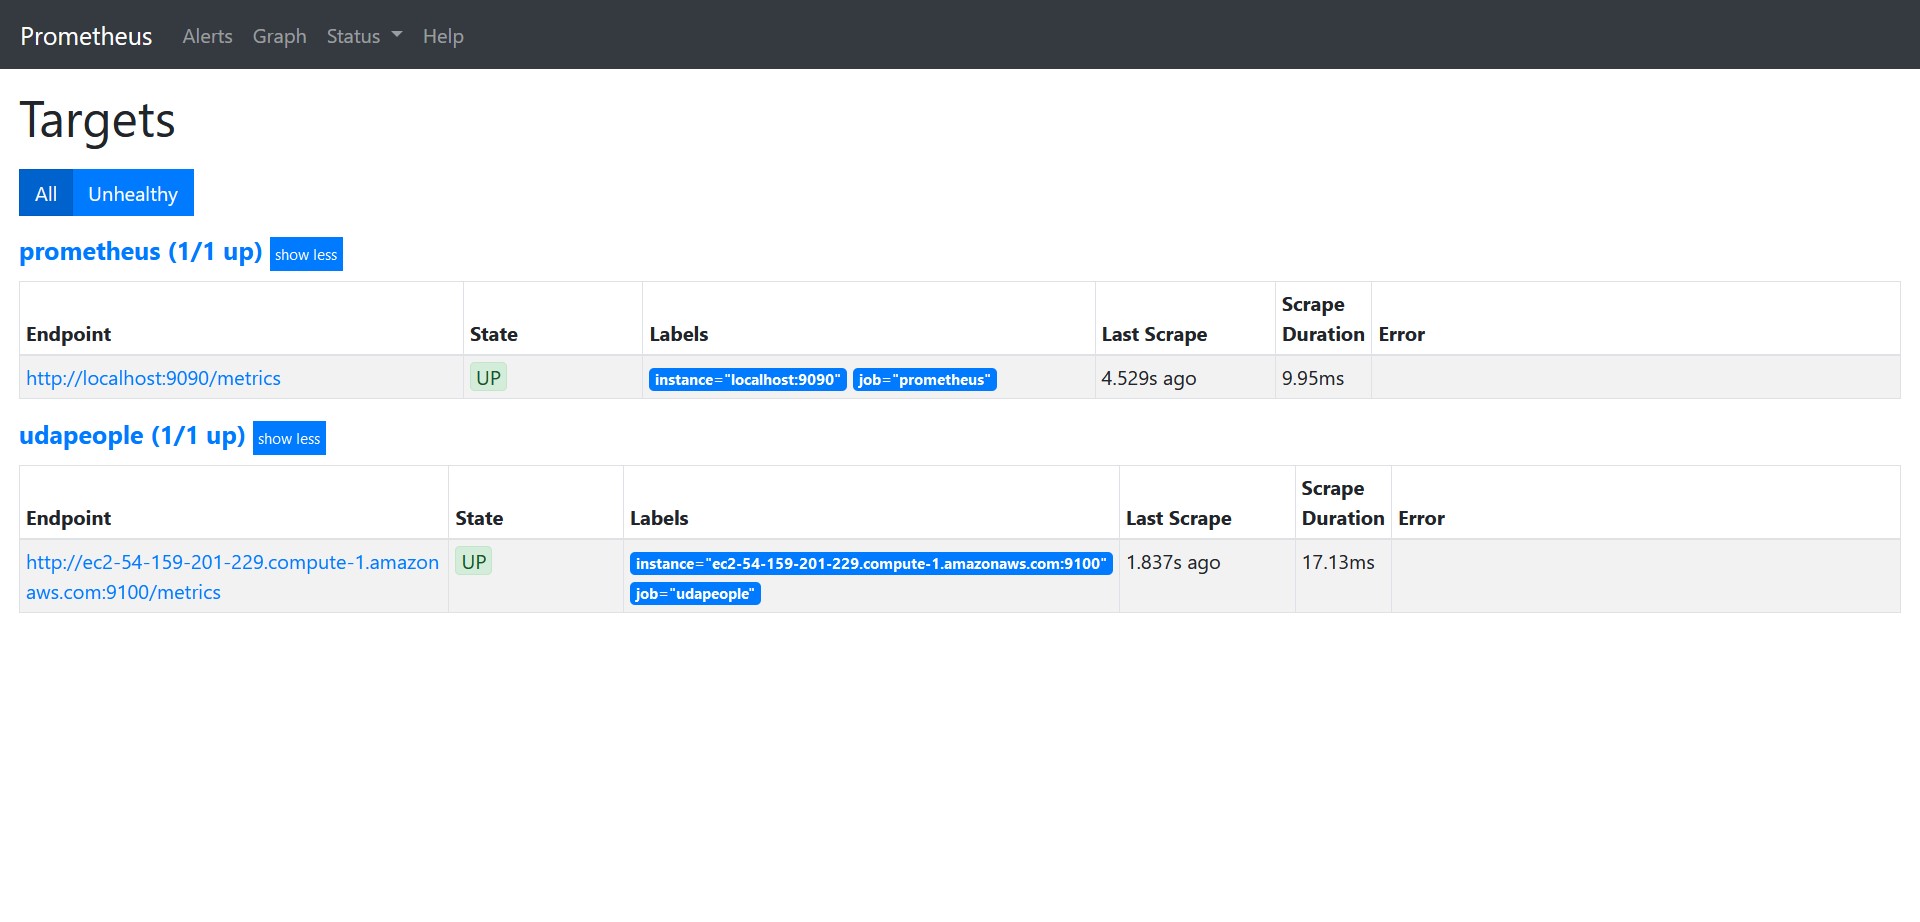 Prometheus Alerts Graph Status Help
Targets
All Unhealthy
prometheus (1/1 up) show less
Endpoint State Labels Last Scrape Scrape Duration Error
http://localhost:9090/metrics UP instance="localhost:9090" job="prometheus" 4.529s ago 9.95ms
udapeople (1/1 up) show less
Endpoint State Labels Last Scrape Scrape Duration Error
http://ec2-54-159-201-229.compute-1.amazon
aws.com:9100/metrics UP instance="ec2-54-159-201-229.compute-1.amazonaws.com:9100"
job="udapeople" 1.837s ago 17.13ms